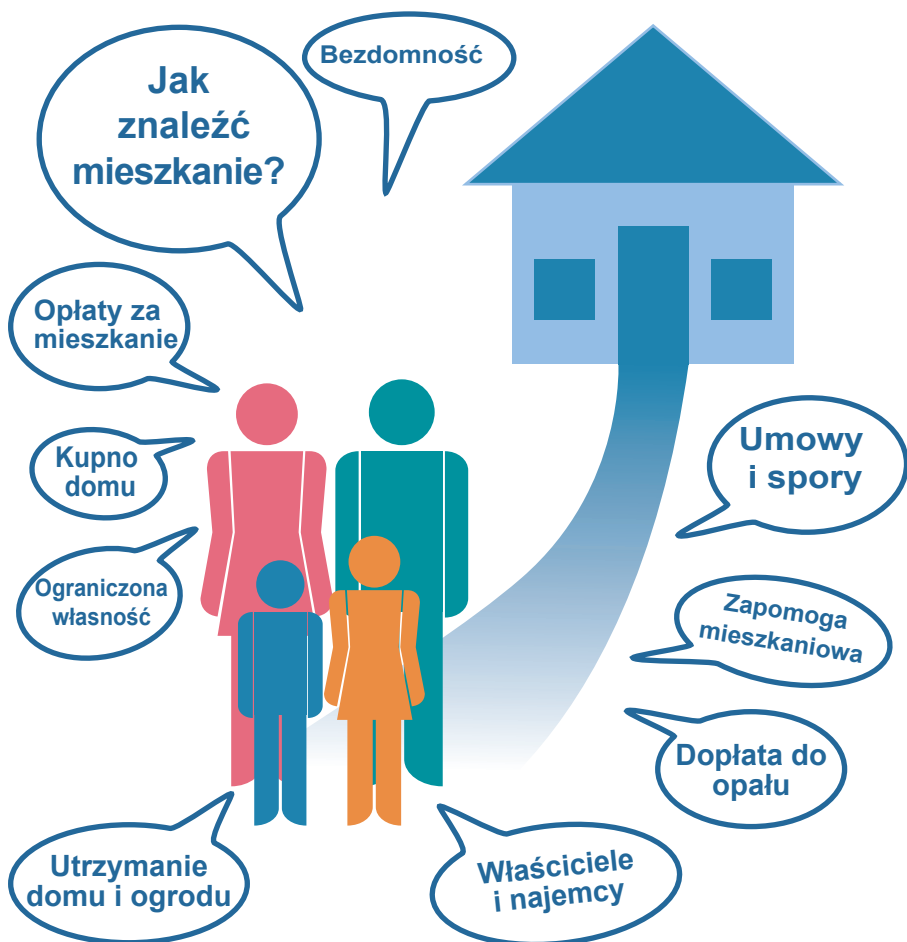 Bezdomność
Jak
znaleźć
mieszkanie?
Opłaty za
mieszkanie
Kupno
domu
Umowy
i spory
Ograniczona
własność
Zapomoga
mieszkaniowa
Dopłata do
opału
Utrzymanie
domu i ogrodu
Właściciele
i najemcy